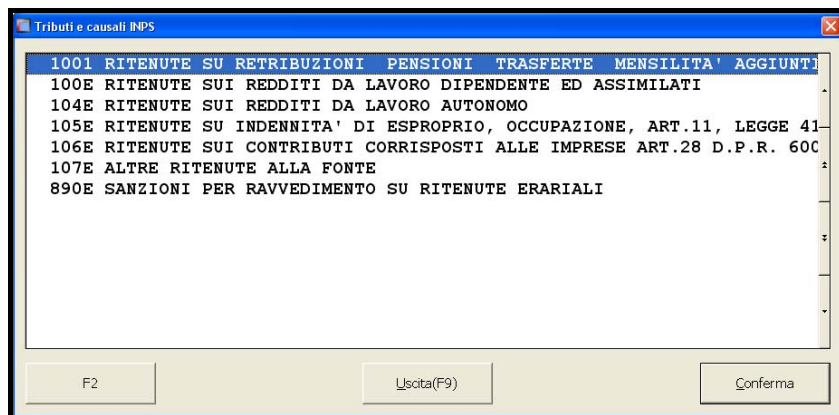 Tributi e causali INPS
1001 RITENUTE SU RETRIBUZIONI PENSIONI TRASFERTE MENSILITA' AGGIUNTI
100E RITENUTE SUI REDDITI DA LAVORO DIPENDENTE ED ASSIMILATI
104E RITENUTE SUI REDDITI DA LAVORO AUTONOMO
105E RITENUTE SU INDENNITA' DI ESPROPRIO, OCCUPAZIONE, ART.11, LEGGE 41
106E RITENUTE SUI CONTRIBUTI CORRISPOSTI ALLE IMPRESE ART.28 D.P.R. 600
107E ALTRE RITENUTE ALLA FONTE
890E SANZIONI PER RAVVEDIMENTO SU RITENUTE ERARIALI
F2 Uscita(F9) Conferma